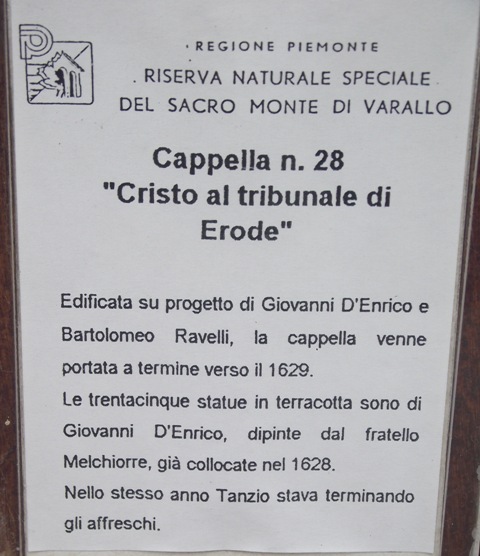 · REGIONE PIEMONTE
. RISERVA NATURALE SPECIALE
DEL SACRO MONTE DI VARALLO
Cappella n. 28
"Cristo al tribunale di
Erode"
Edificata su progetto di Giovanni D'Enrico e
Bartolomeo Ravelli, la cappella venne
portata a termine verso il 1629.
Le trentacinque statue in terracotta sono di
Giovanni D'Enrico, dipinte dal fratello
Melchiorre, già collocate nel 1628.
Nello stesso anno Tanzio stava terminando
gli affreschi.